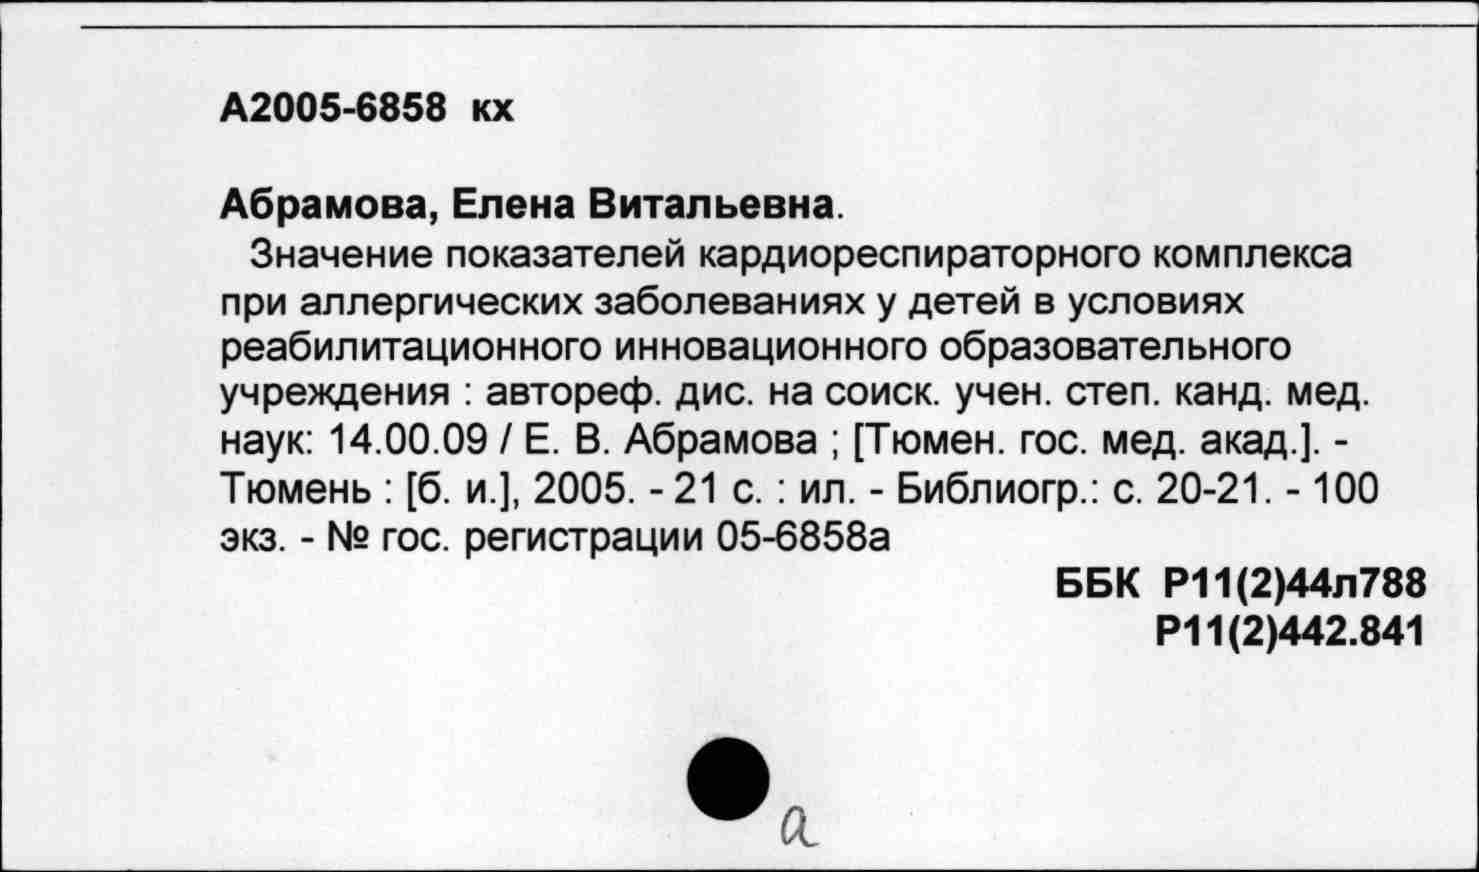 А2005-6858 кх
Абрамова, Елена Витальевна.
Значение показателей кардиореспираторного комплекса
при аллергических заболеваниях у детей в условиях
реабилитационного инновационного образовательного
учреждения : автореф. дис. на соиск. учен. степ. канд. мед.
наук: 14.00.09 / Е. В. Абрамова ; [Тюмен. гос. мед. акад.]. -
Тюмень : [б. и.], 2005. - 21 с. : ил. - Библиогр.: с. 20-21. - 100
экз. - № гос. регистрации 05-6858а
ББК Р11(2)44л788
Р11(2)442.841
а